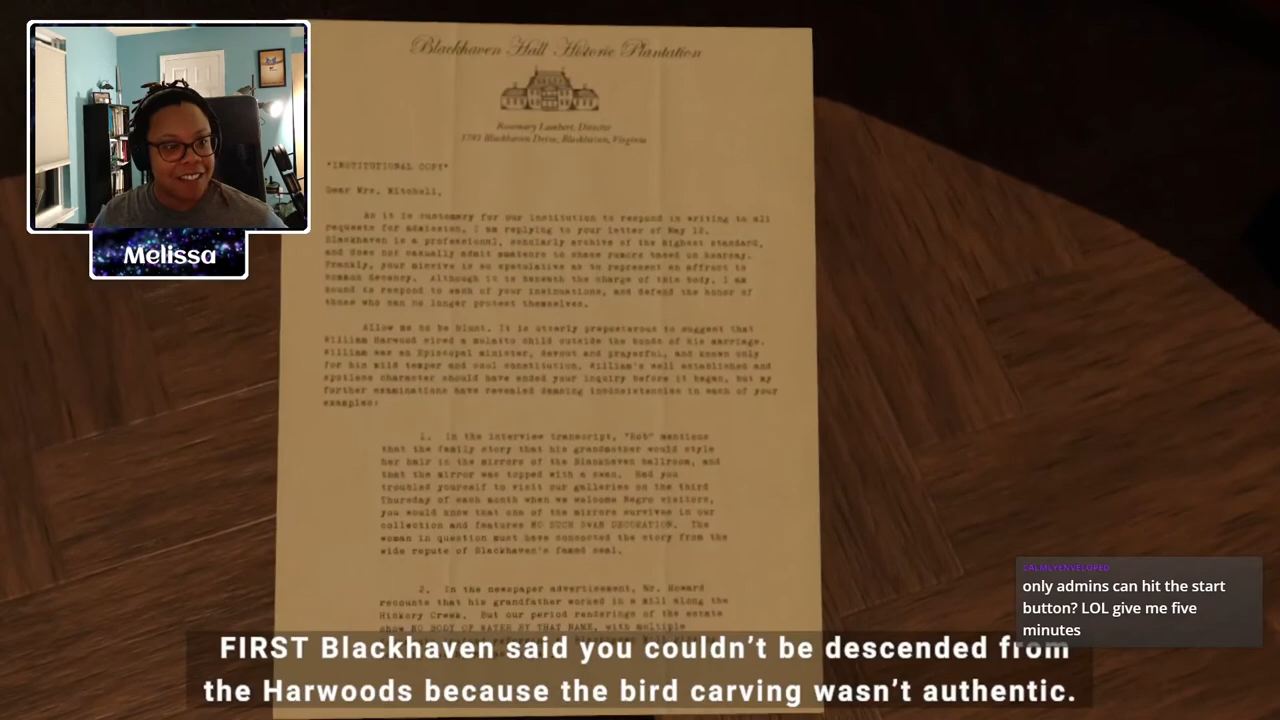 Blackhaven Hall Historic Plantation
Rosemary Lambert, Director
1781 Blackhaven Drive, Blackhaven, Virginia
*INSTITUTIONAL COPY*
Dear Mrs. Mitchell,
As it is customary for our institution to respond in writing to all
requests for admission, I am replying to your letter of May 12.
Blackhaven is a professional, scholarly archive of the highest standard,
and does not casually admit amateurs to chase rumors based on hearsay.
Frankly, your missive is so speculative as to represent an affront to
common decency. Although it is beneath the charge of this body, I am
bound to respond to each of your insinuations, and defend the honor of
those who can no longer protect themselves.
Allow me to be blunt. It is utterly preposterous to suggest that
William Harwood sired a mulatto child outside the bonds of his marriage.
William was an Episcopal minister, devout and prayerful, and known only
for his mild temper and cool constitution. William's well established and
spotless character should have ended your inquiry before it began, but my
further examinations have revealed damning inconsistencies in each of your
examples:
1. In the interview transcript, "Rob" mentions
that the family story that his grandmother would style
her hair in the mirrors of the Blackhaven ballroom, and
that the mirror was topped with a swan. Had you
troubled yourself to visit our galleries on the third
Thursday of each month when we welcome Negro visitors,
you would know that one of the mirrors survives in our
collection and features NO SUCH SWAN DECORATION. The
woman in question must have concocted the story from the
wide repute of Blackhaven's famed seal.
2. In the newspaper advertisement, Mr. Howard
recounts that his grandfather worked in a mill along the
Hinkory Creek. But our period renderings of the estate
show NO BODY OF WATER BY THAT NAME, with multiple
Melissa
CALMLYENVELOPED
only admins can hit the start
button? LOL give me five
minutes
FIRST Blackhaven said you couldn't be descended from
the Harwoods because the bird carving wasn't authentic.